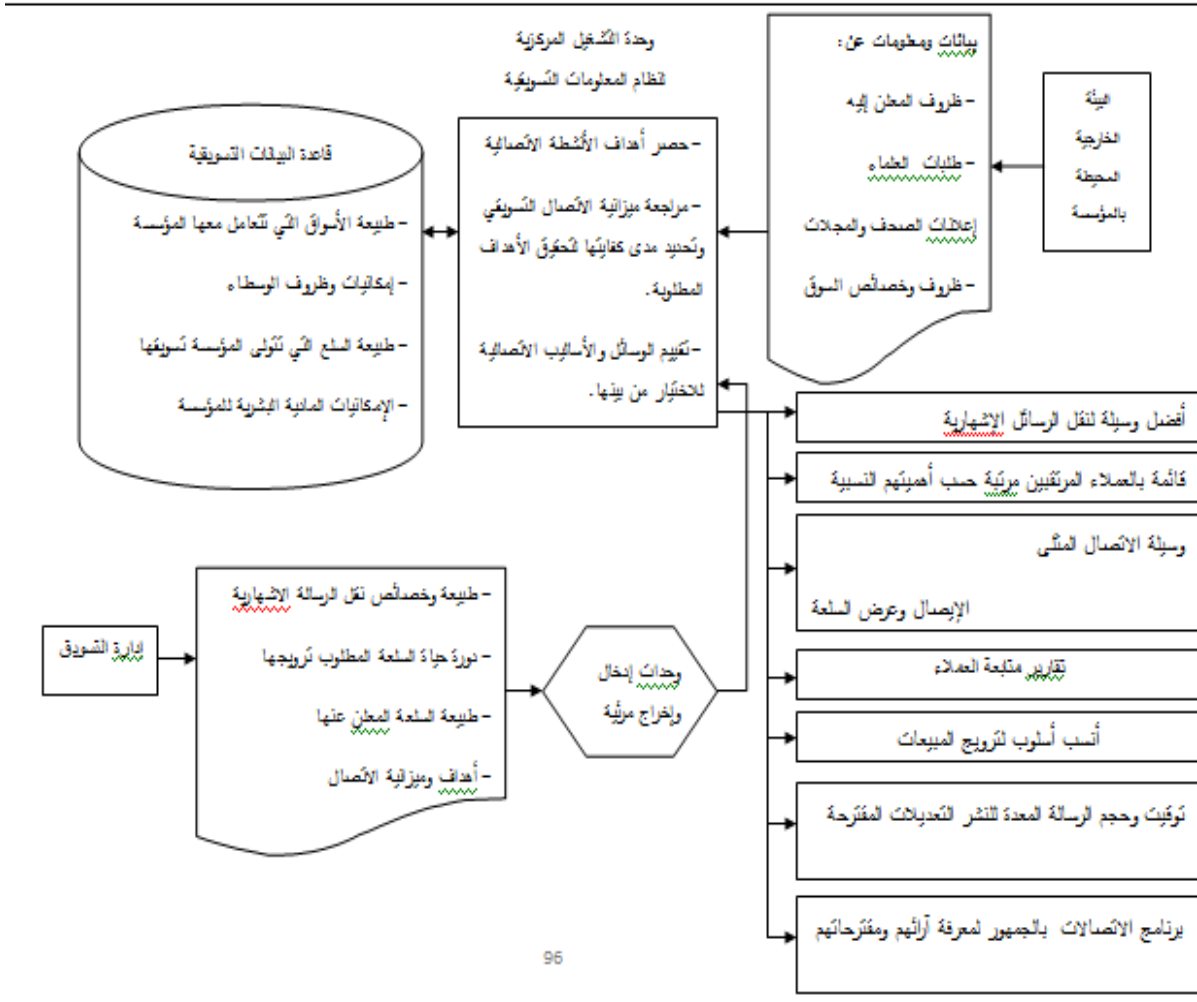 وحدة التشغيل المركزية
لنظام المعلومات التسويقية
البيئة
الخارجية
المحيطة
بالمؤسسة
بيانات ومعلومات عن:
- ظروف المعلن إليه
- طلبات العلماء
إعلانات الصحف والمجلات
- ظروف وخصائص السوق
- حصر أهداف الأنشطة الاتصالية
- مراجعة ميزانية الاتصال التسويقي
وتحديد مدى كفايتها لتحقيق الأهداف
المطلوبة.
- تقييم الوسائل والأساليب الاتصالية
للاختيار من بينها.
قاعدة البيانات التسويقية
- طبيعة الأسواق التي تتعامل معها المؤسسة
- إمكانيات وظروف الوسطاء
- طبيعة السلع التي تتولى المؤسسة تسويقها
- الإمكانيات المادية البشرية للمؤسسة
أفضل وسيلة لنقل الرسائل الإشهارية
قائمة بالعملاء المرتقبين مرتبة حسب أهميتهم النسبية
وسيلة الاتصال المثلى
الإيصال وعرض السلعة
تقارير متابعة العملاء
أنسب أسلوب لترويج المبيعات
توقيت وحجم الرسالة المعدة للنشر التعديلات المقترحة
برنامج الاتصالات بالجمهور لمعرفة آرائهم ومقترحاتهم
إدارة التسويق
- طبيعة وخصائص نقل الرسالة الاشهارية
- دورة حياة السلعة المطلوب ترويجها
- طبيعة السلعة المعلن عنها
- أهداف وميزانية الاتصال
وحدات إدخال
وإخراج مرئية
96